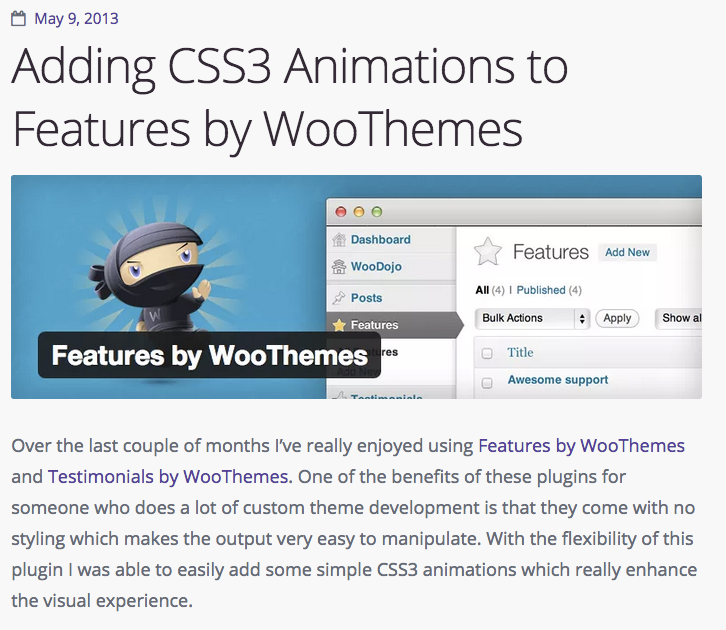 May 9, 2013
Adding CSS3 Animations to
Features by WooThemes
Dashboard
WooDojo
Posts
Features
Features Add New
All (4) | Published (4)
Bulk Actions Apply Show al
Title
Awesome support
W
Features by WooThemes
Add New
Testimonials
Over the last couple of months I've really enjoyed using Features by WooThemes
and Testimonials by WooThemes. One of the benefits of these plugins for
someone who does a lot of custom theme development is that they come with no
styling which makes the output very easy to manipulate. With the flexibility of this
plugin I was able to easily add some simple CSS3 animations which really enhance
the visual experience.